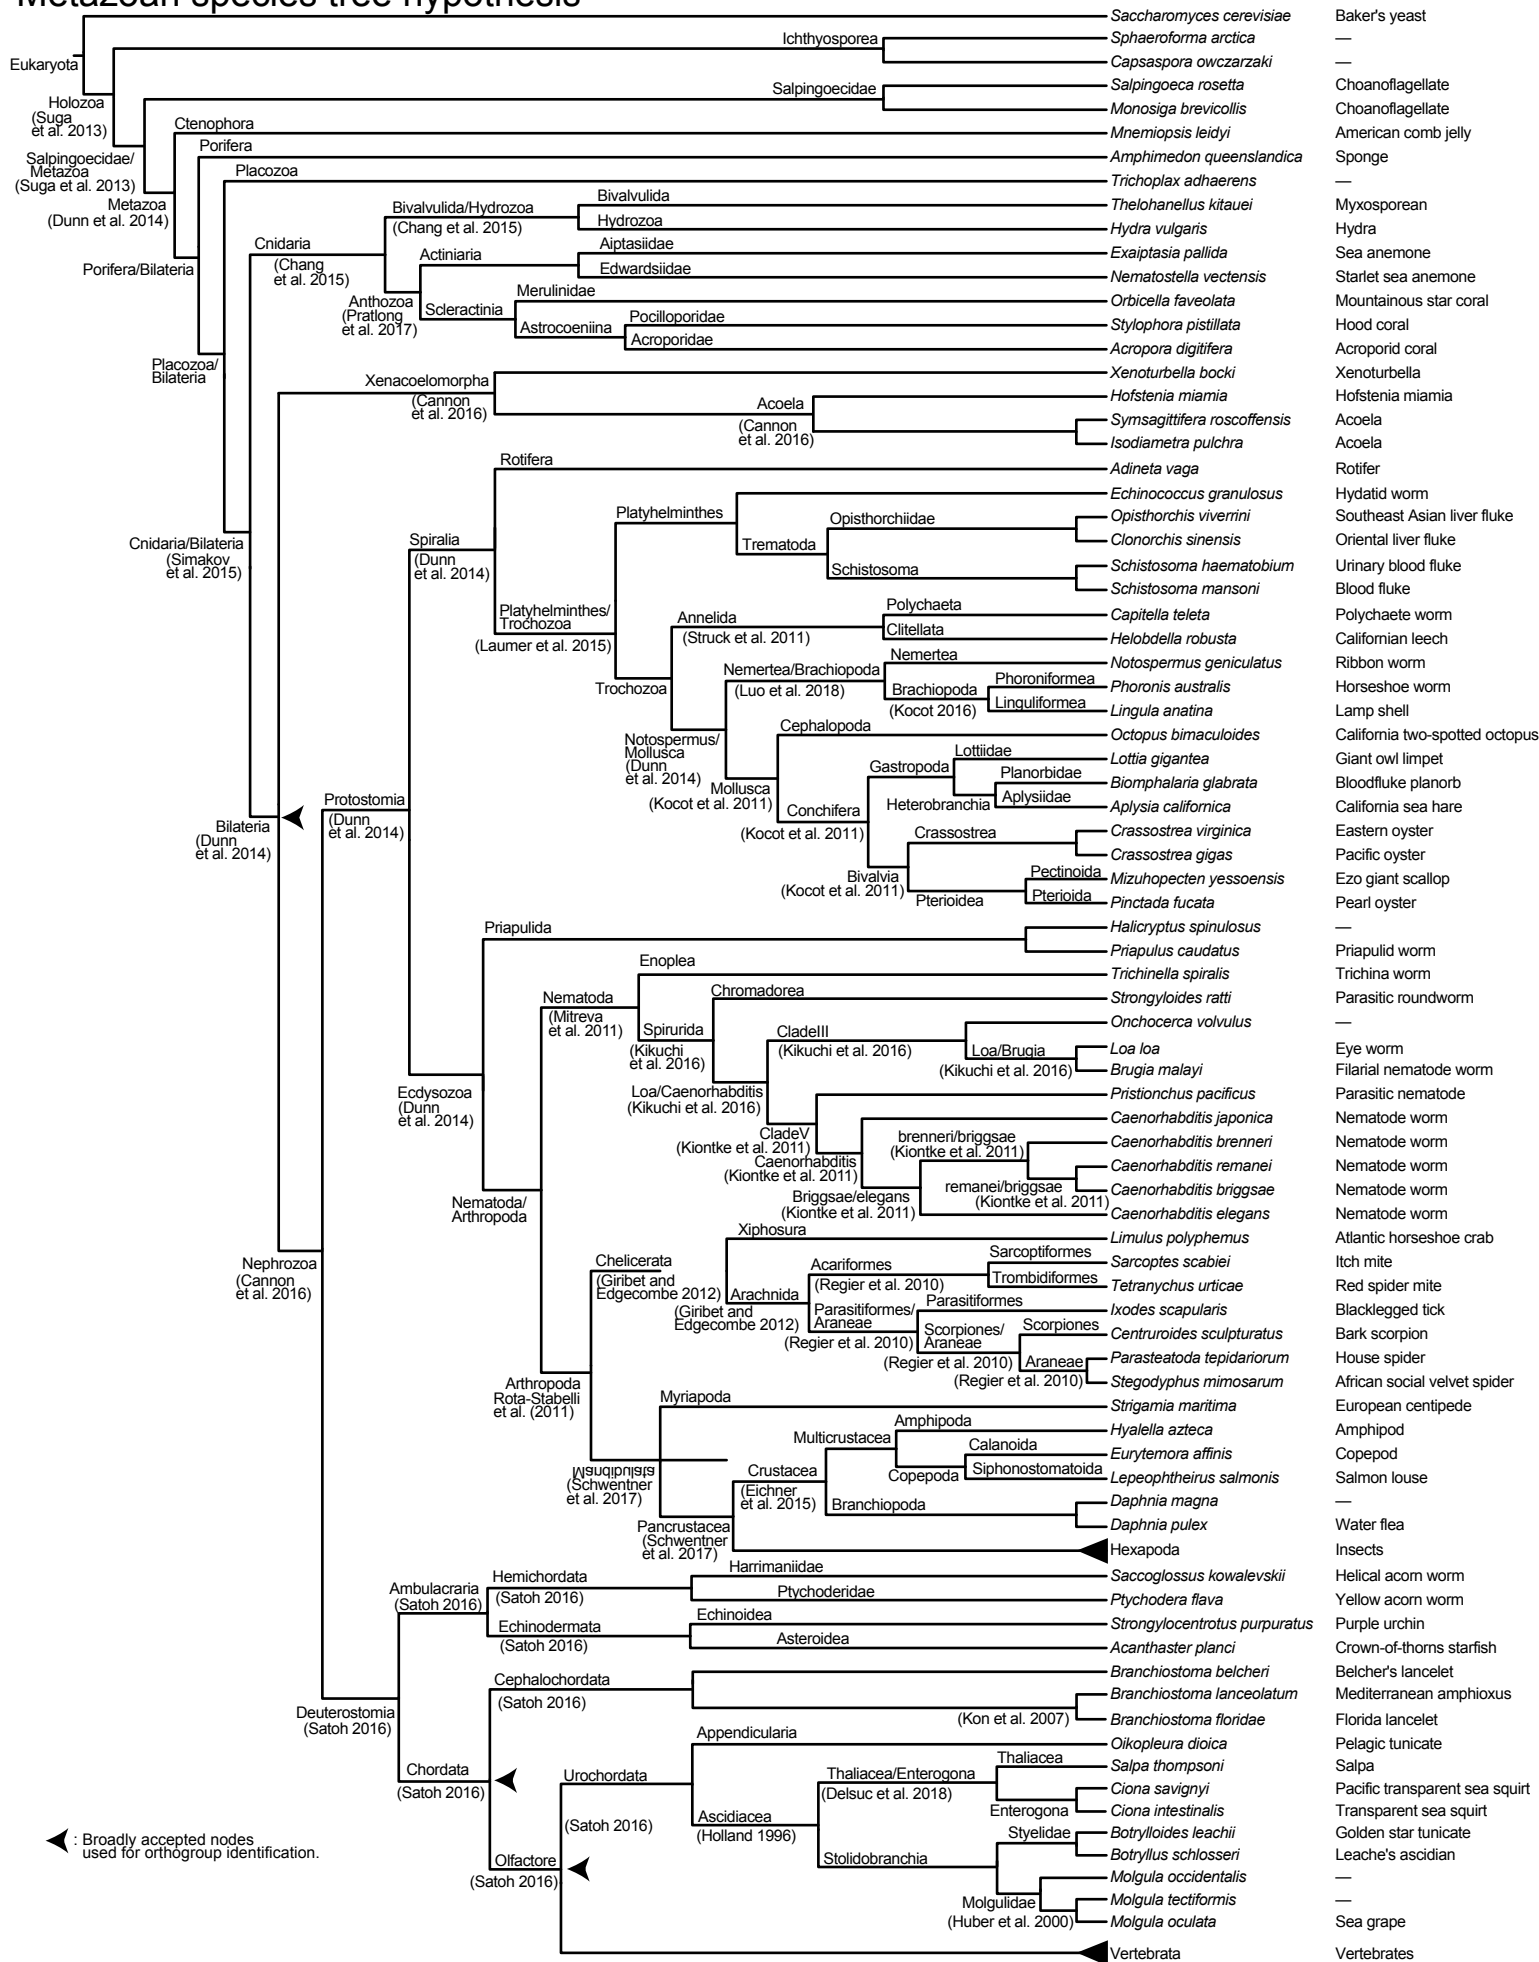 Metazoan species tree hypothesis
Saccharomyces cerevisiae Baker's yeast
Ichthyosporea
Sphaeroforma arctica —
Eukaryota
Capsaspora owczarzaki —
Salpingoecidae
Salpingoeca rosetta Choanoflagellate
Holozoa
(Suga
et al. 2013)
Monosiga brevicollis Choanoflagellate
Ctenophora
Mnemiopsis leidyi American comb jelly
Porifera
Amphimedon queenslandica Sponge
Salpingoecidae/
Metazoa
(Suga et al. 2013)
Placozoa
Trichoplax adhaerens —
Metazoa
(Dunn et al. 2014)
Bivalvulida
Bivalvulida/Hydrozoa
(Chang et al. 2015)
Thelohanellus kitauei Myxosporean
Hydrozoa
Hydra vulgaris Hydra
Cnidaria
(Chang
et al. 2015)
Actiniaria
Aiptasiidae
Exaiptasia pallida Sea anemone
Porifera/Bilateria
Edwardsiidae
Nematostella vectensis Starlet sea anemone
Anthozoa
(Pratlong
et al. 2017)
Scleractinia
Merulinidae
Orbicella faveolata Mountainous star coral
Astrocoeniina
Pocilloporidae
Stylophora pistillata Hood coral
Acroporidae
Acropora digitifera Acroporid coral
Placozoa/
Bilateria
Xenacoelomorpha
(Cannon
et al. 2016)
Xenoturbella bocki Xenoturbella
Acoela
(Cannon
et al. 2016)
Hofstenia miamia Hofstenia miamia
Symsagittifera roscoffensis Acoela
Isodiametra pulchra Acoela
Rotifera
Adineta vaga Rotifer
Platyhelminthes
Echinococcus granulosus Hydatid worm
Opisthorchiidae
Opisthorchis viverrini Southeast Asian liver fluke
Cnidaria/Bilateria
(Simakov
et al. 2015)
Spiralia
(Dunn
et al. 2014)
Trematoda
Clonorchis sinensis Oriental liver fluke
Schistosoma
Schistosoma haematobium Urinary blood fluke
Schistosoma mansoni Blood fluke
Platyhelminthes/
Trochozoa
(Laumer et al. 2015)
Annelida
(Struck et al. 2011)
Polychaeta
Capitella teleta Polychaete worm
Clitellata
Helobdella robusta Californian leech
Nemertea/Brachiopoda
(Luo et al. 2018)
Nemertea
Notospermus geniculatus Ribbon worm
Trochozoa
Brachiopoda
(Kocot 2016)
Phoroniformea
Phoronis australis Horseshoe worm
Linguliformea
Lingula anatina Lamp shell
Notospermus/
Mollusca
(Dunn
et al. 2014)
Cephalopoda
Octopus bimaculoides California two-spotted octopus
Mollusca
(Kocot et al. 2011)
Gastropoda
Lottiidae
Lottia gigantea Giant owl limpet
Planorbidae
Biomphalaria glabrata Bloodfluke planorb
Heterobranchia
Aplysiidae
Aplysia californica California sea hare
Protostomia
(Dunn
et al. 2014)
Conchifera
(Kocot et al. 2011)
Bilateria
(Dunn
et al. 2014)
Crassostrea
Crassostrea virginica Eastern oyster
Crassostrea gigas Pacific oyster
Bivalvia
(Kocot et al. 2011)
Pectinoida
Mizuhopecten yessoensis Ezo giant scallop
Pterioidea
Pterioida
Pinctada fucata Pearl oyster
Priapulida
Halicryptus spinulosus —
Priapulus caudatus Priapulid worm
Enoplea
Trichinella spiralis Trichina worm
Nematoda
(Mitreva
et al. 2011)
Chromadorea
Strongyloides ratti Parasitic roundworm
Spirurida
(Kikuchi
et al. 2016)
CladeIII
(Kikuchi et al. 2016)
Onchocerca volvulus —
Loa/Brugia
(Kikuchi et al. 2016)
Loa loa Eye worm
Brugia malayi Filarial nematode worm
Ecdysozoa
(Dunn
et al. 2014)
Loa/Caenorhabditis
(Kikuchi et al. 2016)
Pristionchus pacificus Parasitic nematode
CladeV
(Kiontke et al. 2011)
Caenorhabditis japonica Nematode worm
Caenorhabditis
(Kiontke et al. 2011)
brenneri/briggsae
(Kiontke et al. 2011)
Caenorhabditis brenneri Nematode worm
Caenorhabditis remanei Nematode worm
remanei/briggsae
(Kiontke et al. 2011)
Caenorhabditis briggsae Nematode worm
Briggsae/elegans
(Kiontke et al. 2011)
Caenorhabditis elegans Nematode worm
Nematoda/
Arthropoda
Xiphosura
Limulus polyphemus Atlantic horseshoe crab
Nephrozoa
(Cannon
et al. 2016)
Chelicerata
(Giribet and
Edgecombe 2012)
Acariformes
(Regier et al. 2010)
Sarcoptiformes
Sarcoptes scabiei Itch mite
Trombidiformes
Tetranychus urticae Red spider mite
Arachnida
(Giribet and
Edgecombe 2012)
Parasitiformes/
Araneae
(Regier et al. 2010)
Parasitiformes
Ixodes scapularis Blacklegged tick
Scorpiones/
Araneae
(Regier et al. 2010)
Scorpiones
Centruroides sculpturatus Bark scorpion
Araneae
(Regier et al. 2010)
Parasteatoda tepidariorum House spider
Stegodyphus mimosarum African social velvet spider
Arthropoda
Rota-Stabelli
et al. (2011)
Myriapoda
Strigamia maritima European centipede
Amphipoda
Hyalella azteca Amphipod
Multicrustacea
Calanoida
Eurytemora affinis Copepod
Mandibulata
(Schwentner
et al. 2017)
Crustacea
(Eichner
et al. 2015)
Copepoda
Siphonostomatoida
Lepeophtheirus salmonis Salmon louse
Branchiopoda
Daphnia magna —
Daphnia pulex Water flea
Pancrustacea
(Schwentner
et al. 2017)
Hexapoda Insects
Ambulacraria
(Satoh 2016)
Hemichordata
(Satoh 2016)
Harrimaniidae
Saccoglossus kowalevskii Helical acorn worm
Ptychoderidae
Ptychodera flava Yellow acorn worm
Echinodermata
(Satoh 2016)
Echinoidea
Strongylocentrotus purpuratus Purple urchin
Asteroidea
Acanthaster planci Crown-of-thorns starfish
Cephalochordata
(Satoh 2016)
Branchiostoma belcheri Belcher's lancelet
Branchiostoma lanceolatum Mediterranean amphioxus
Deuterostomia
(Satoh 2016)
(Kon et al. 2007)
Branchiostoma floridae Florida lancelet
Appendicularia
Oikopleura dioica Pelagic tunicate
Chordata
(Satoh 2016)
Urochordata
(Satoh 2016)
Thaliacea/Enterogona
(Delsuc et al. 2018)
Thaliacea
Salpa thompsoni Salpa
Ciona savignyi Pacific transparent sea squirt
Enterogona
Ciona intestinalis Transparent sea squirt
Ascidiacea
(Holland 1996)
Styelidae
Botrylloides leachii Golden star tunicate
: Broadly accepted nodes
used for orthogroup identification.
Olfactore
(Satoh 2016)
Stolidobranchia
Botryllus schlosseri Leache's ascidian
Molgula occidentalis —
Molgulidae
(Huber et al. 2000)
Molgula tectiformis —
Molgula oculata Sea grape
Vertebrata Vertebrates